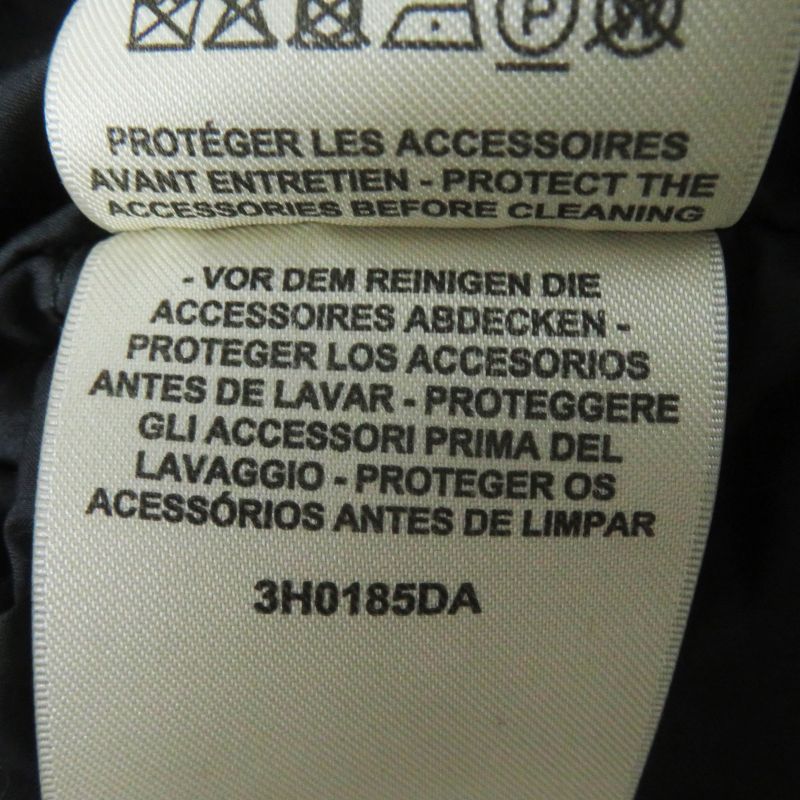 P
W
PROTÉGER LES ACCESSOIRES
AVANT ENTRETIEN - PROTECT THE
ACCESSORIES BEFORE CLEANING
- VOR DEM REINIGEN DIE
ACCESSOIRES ABDECKEN -
PROTEGER LOS ACCESORIOS
ANTES DE LAVAR - PROTEGGERE
GLI ACCESSORI PRIMA DEL
LAVAGGIO - PROTEGER OS
ACESSÓRIOS ANTES DE LIMPAR
3H0185DA